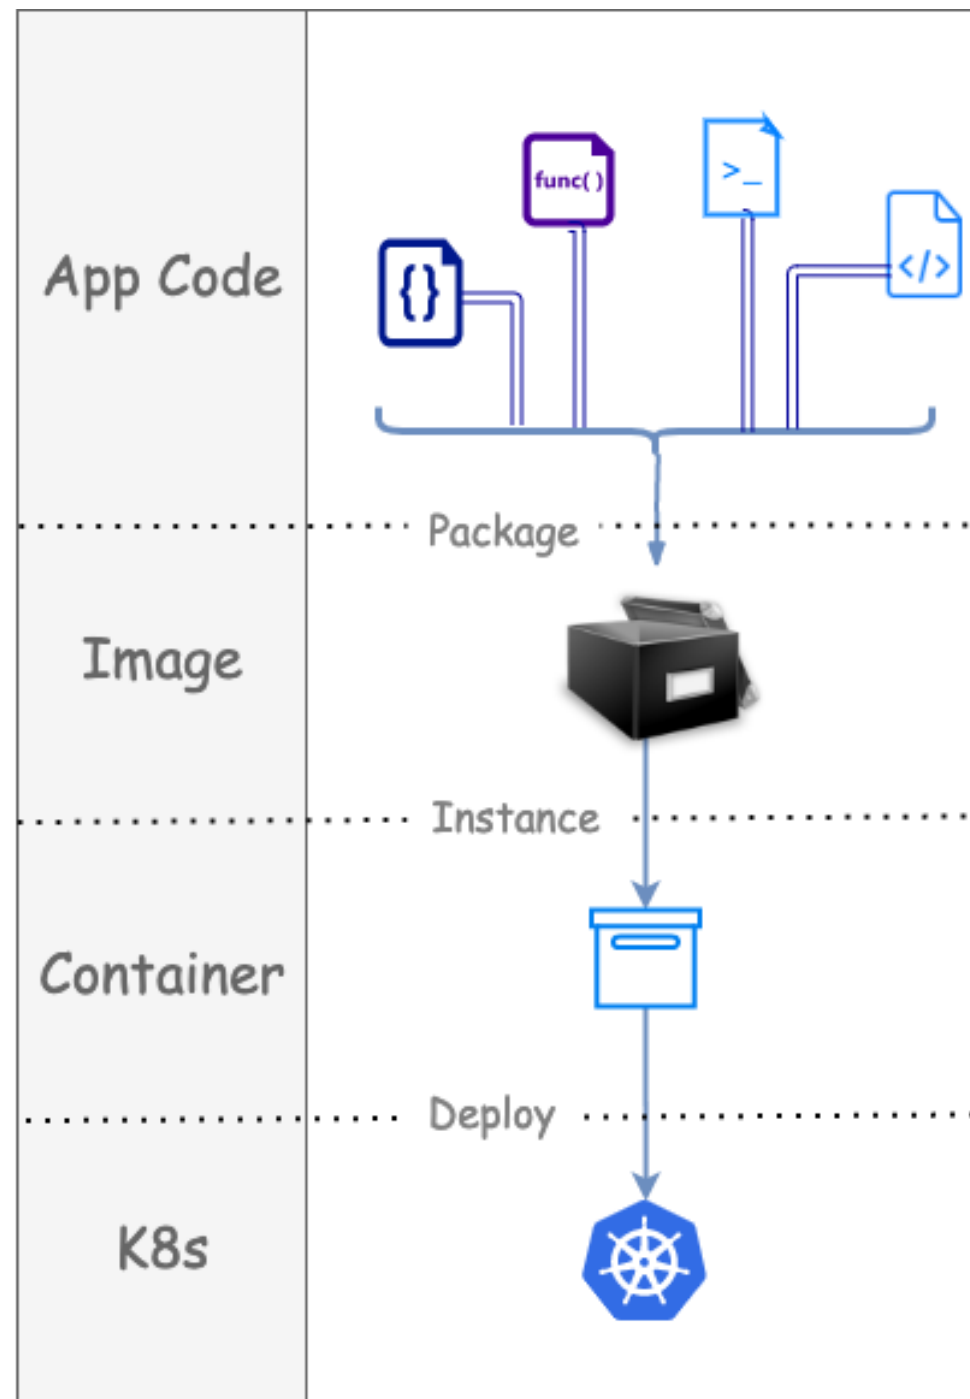 func( )
>_
{}
</>
App Code
Package
Image
Instance
Container
Deploy
K8s